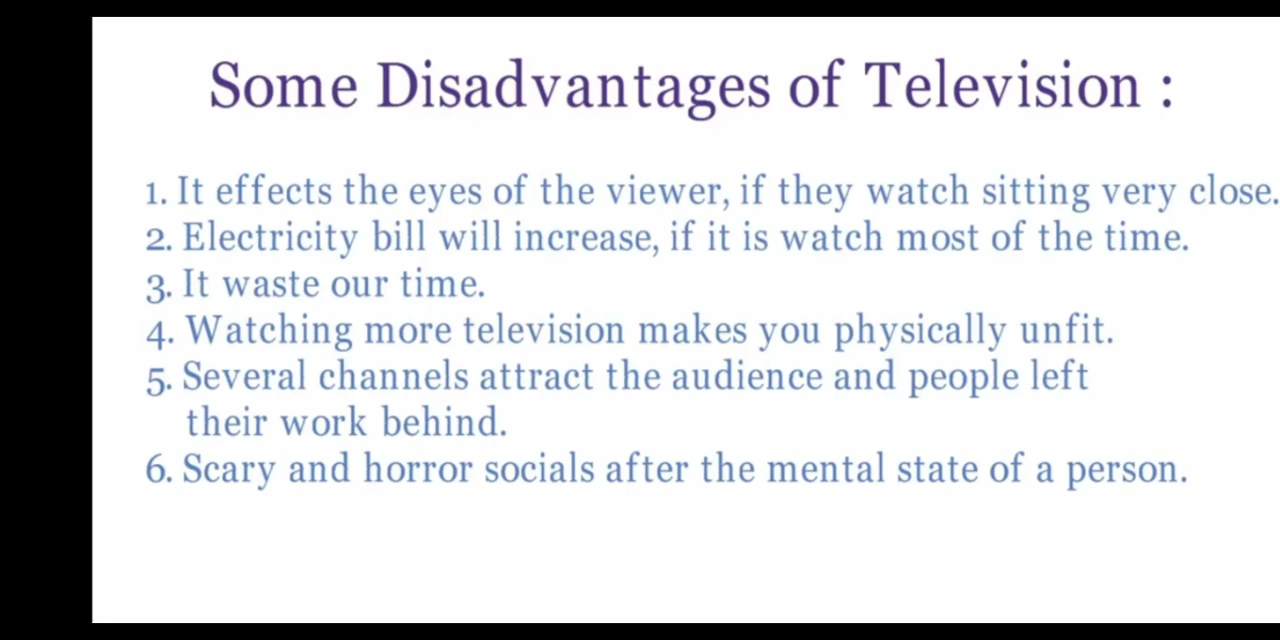 Some Disadvantages of Television :
1. It effects the eyes of the viewer, if they watch sitting very close.
2. Electricity bill will increase, if it is watch most of the time.
3. It waste our time.
4. Watching more television makes you physically unfit.
5. Several channels attract the audience and people left
their work behind.
6. Scary and horror socials after the mental state of a person.